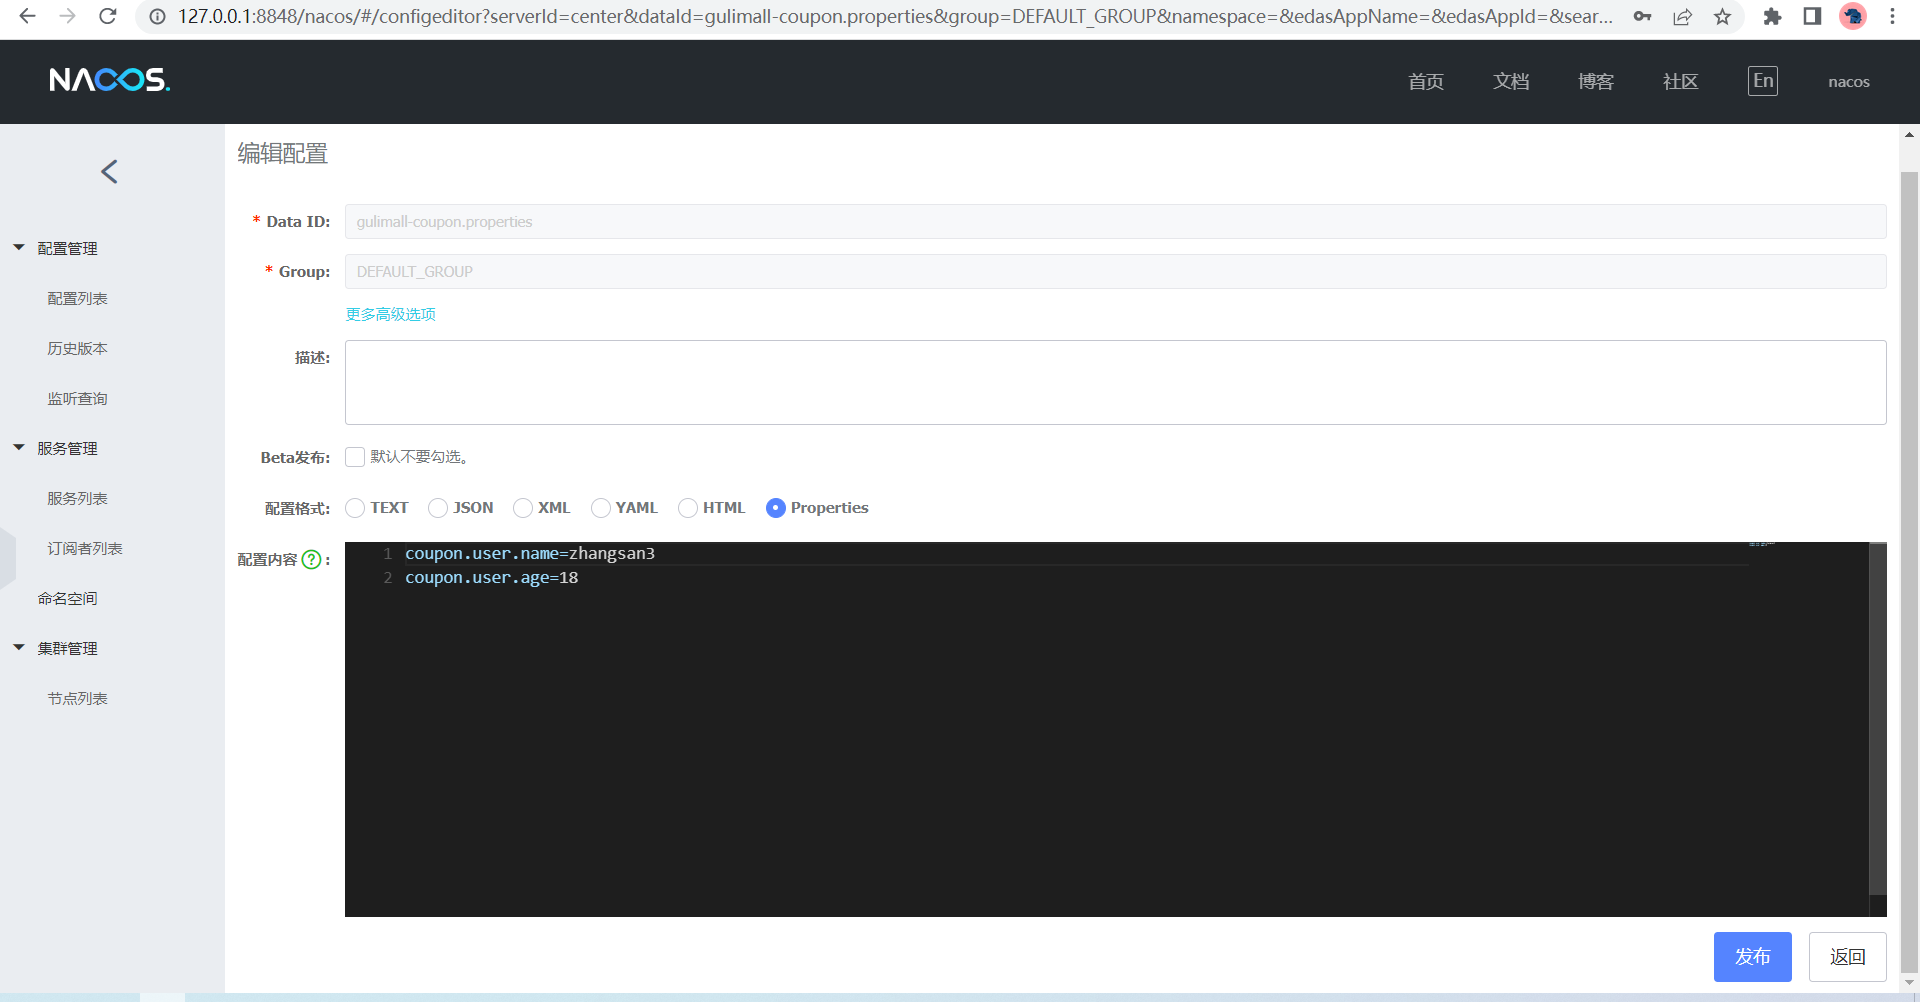 127.0.0.1:8848/nacos/#/configeditor?serverId=center&dataId=gulimall-coupon.properties&group=DEFAULT_GROUP&namespace=&edasAppName=&edasAppId=&sear...
NACOS.
首页 文档 博客 社区 En nacos
编辑配置
* Data ID: gulimall-coupon.properties
配置管理
* Group: DEFAULT_GROUP
配置列表
更多高级选项
历史版本
描述:
监听查询
服务管理
Beta发布: 默认不要勾选。
服务列表
配置格式: TEXT JSON XML YAML HTML Properties
订阅者列表
配置内容 ? :
1 coupon.user.name=zhangsan3
2 coupon.user.age=18
命名空间
集群管理
节点列表
发布 返回